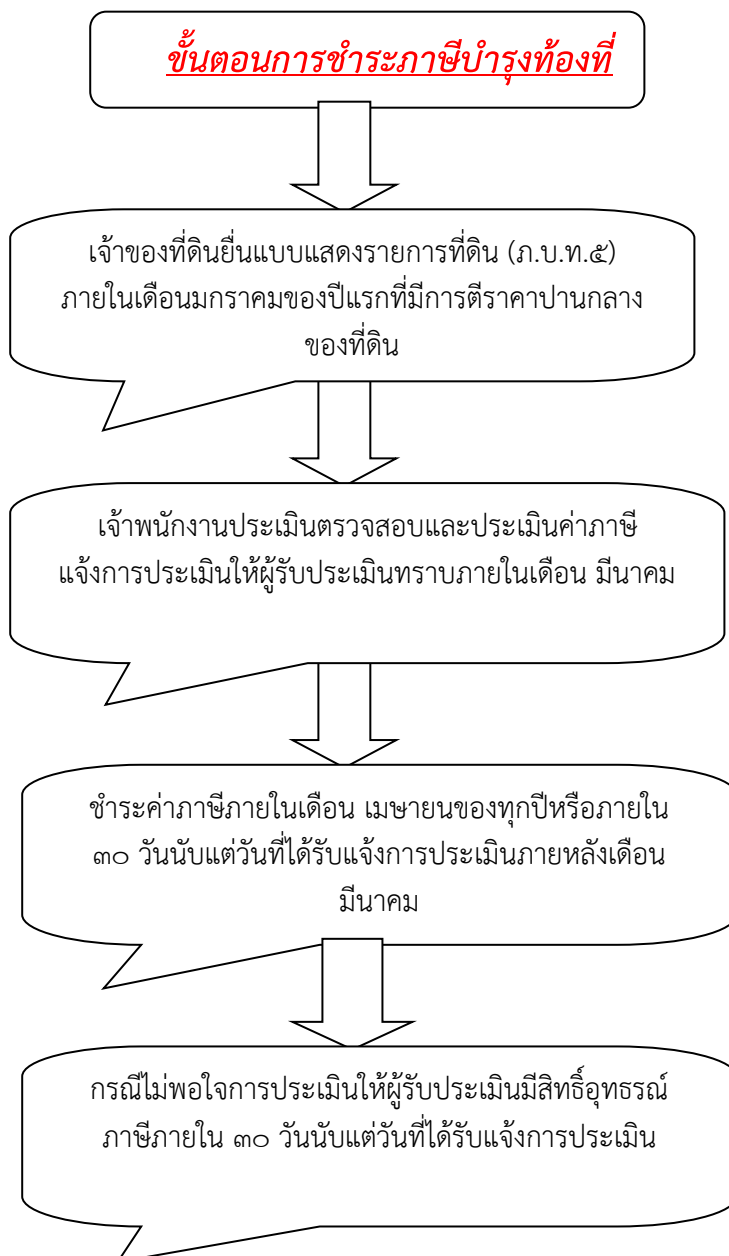 ขั้นตอนการชำระภาษีบำรุงท้องที่
เจ้าของที่ดินยื่นแบบแสดงรายการที่ดิน (ภ.บ.ท.๕)
ภายในเดือนมกราคมของปีแรกที่มีการตีราคาปานกลาง
ของที่ดิน
เจ้าพนักงานประเมินตรวจสอบและประเมินค่าภาษี
แจ้งการประเมินให้ผู้รับประเมินทราบภายในเดือน มีนาคม
ชำระค่าภาษีภายในเดือน เมษายนของทุกปีหรือภายใน
๓๐ วันนับแต่วันที่ได้รับแจ้งการประเมินภายหลังเดือน
มีนาคม
กรณีไม่พอใจการประเมินให้ผู้รับประเมินมีสิทธิ์อุทธรณ์
ภาษีภายใน ๓๐ วันนับแต่วันที่ได้รับแจ้งการประเมิน